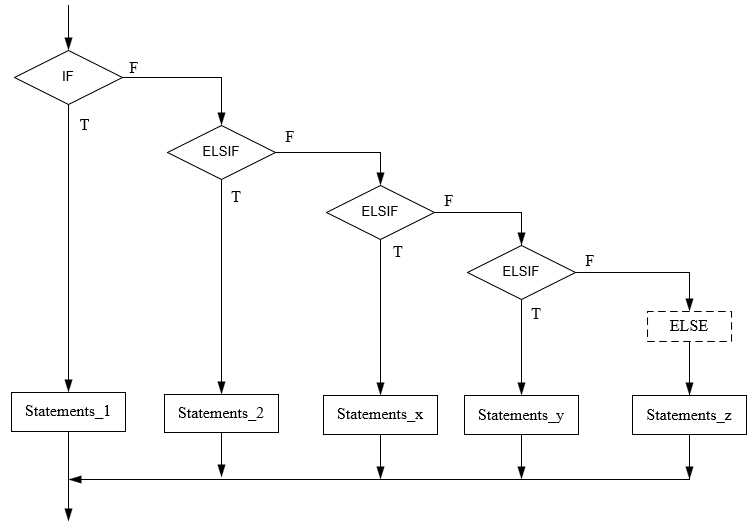 IF
F
T
ELSIF
F
T
ELSIF
F
T
ELSIF
F
T
ELSE
Statements_1
Statements_2
Statements_x
Statements_y
Statements_z